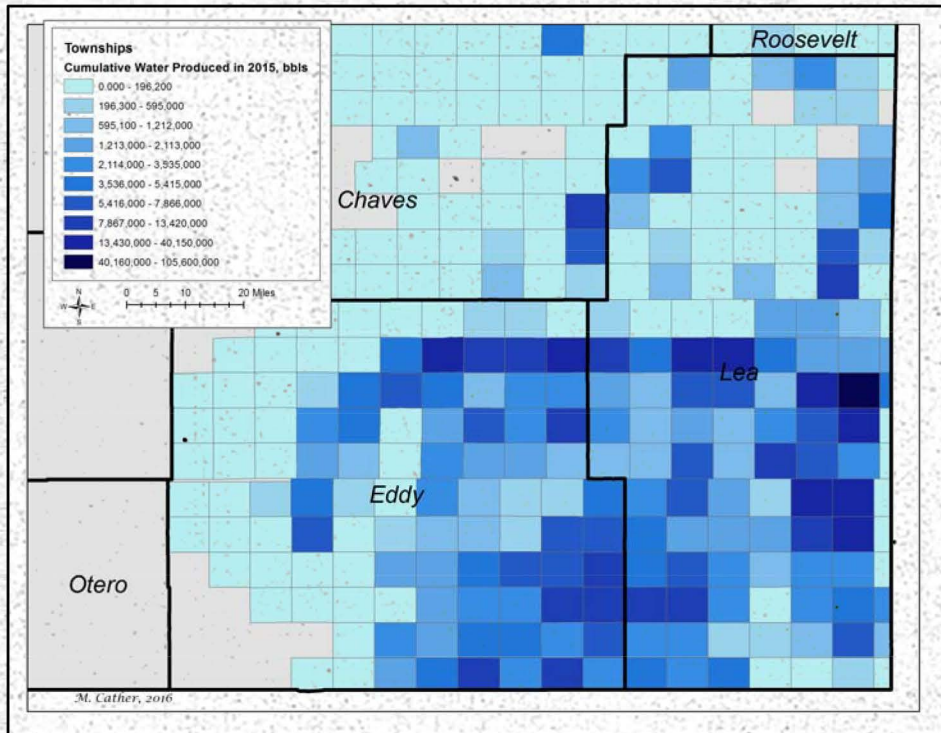 Townships
Cumulative Water Produced in 2015, bbls
0.000 - 196,200
196,300 - 595,000
595,100 - 1,212,000
1,213,000 - 2,113,000
2,114,000 - 3,535,000
3,536,000 - 5,415,000
5,416,000 - 7,866,000
7,867,000 - 13,420,000
13,430,000 - 40,150,000
40,160,000 - 105,600,000
N
W E
S
0 5 10 20 Miles
Roosevelt
Chaves
Lea
Eddy
Otero
M. Cather, 2016